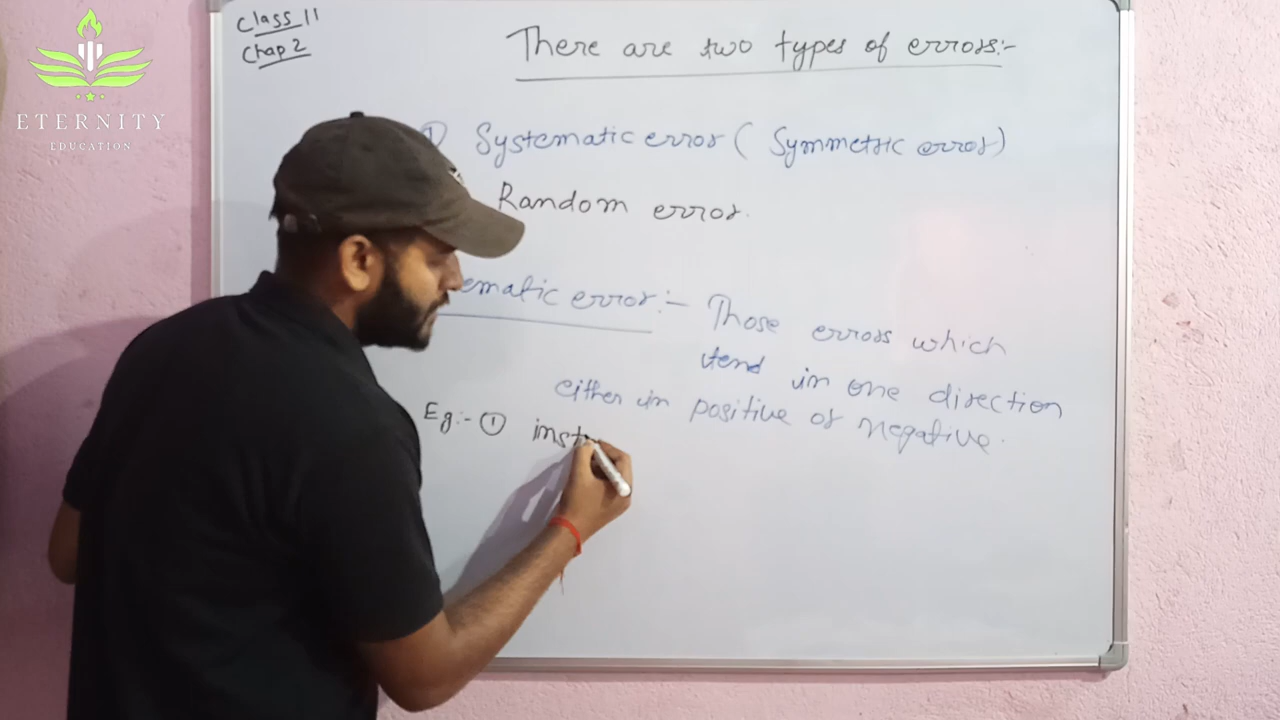 ETERNITY
EDUCATION
Class 11
Chap 2
There are two types of errors:-
1) Systematic error ( Symmetric error)
Random error.
ematic error:- Those errors which
tend in one direction
either in positive or negative.
Eg:- ① inst